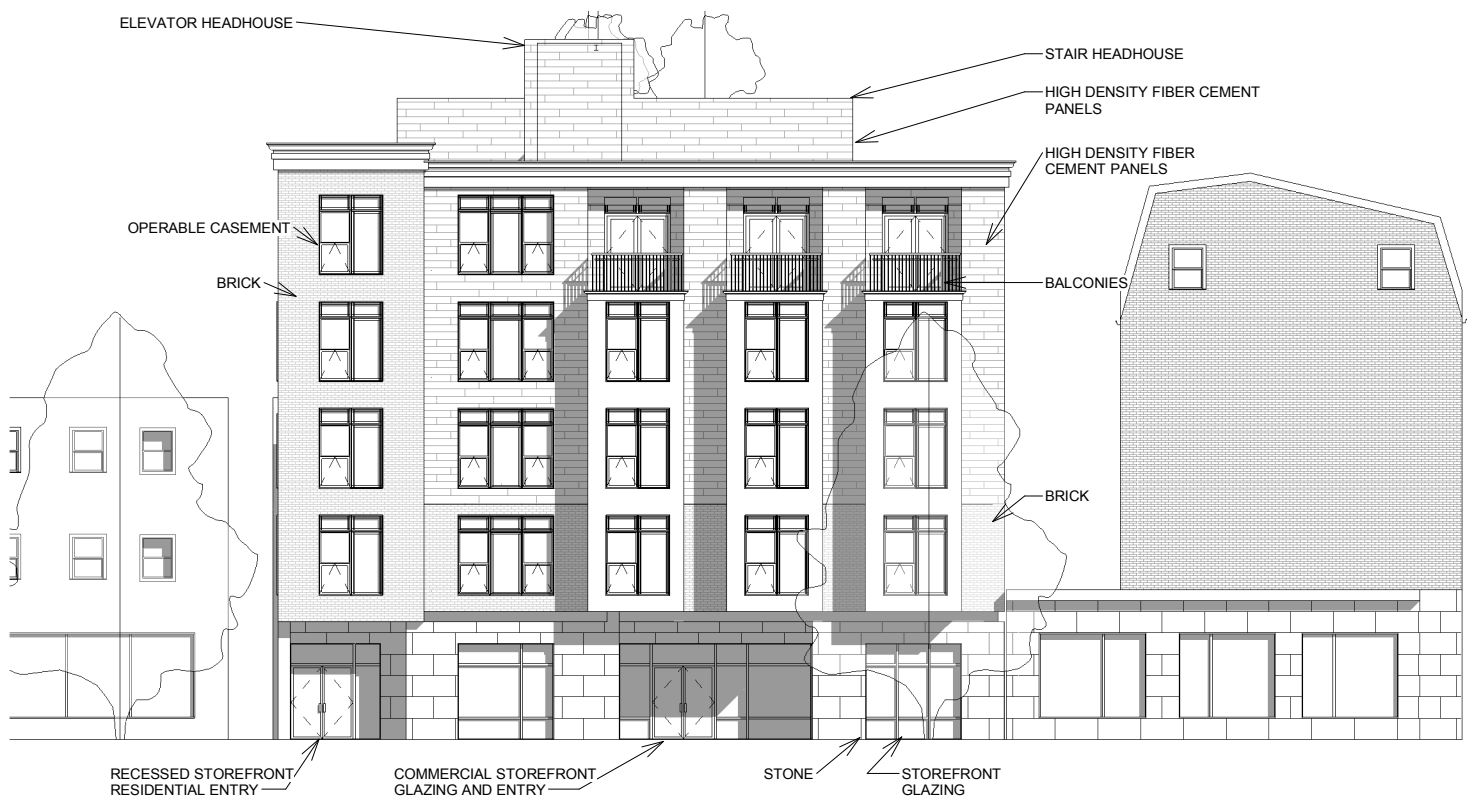 ELEVATOR HEADHOUSE
STAIR HEADHOUSE
HIGH DENSITY FIBER CEMENT
PANELS
HIGH DENSITY FIBER
CEMENT PANELS
OPERABLE CASEMENT
BRICK
BALCONIES
BRICK
RECESSED STOREFRONT
RESIDENTIAL ENTRY
COMMERCIAL STOREFRONT
GLAZING AND ENTRY
STONE
STOREFRONT
GLAZING